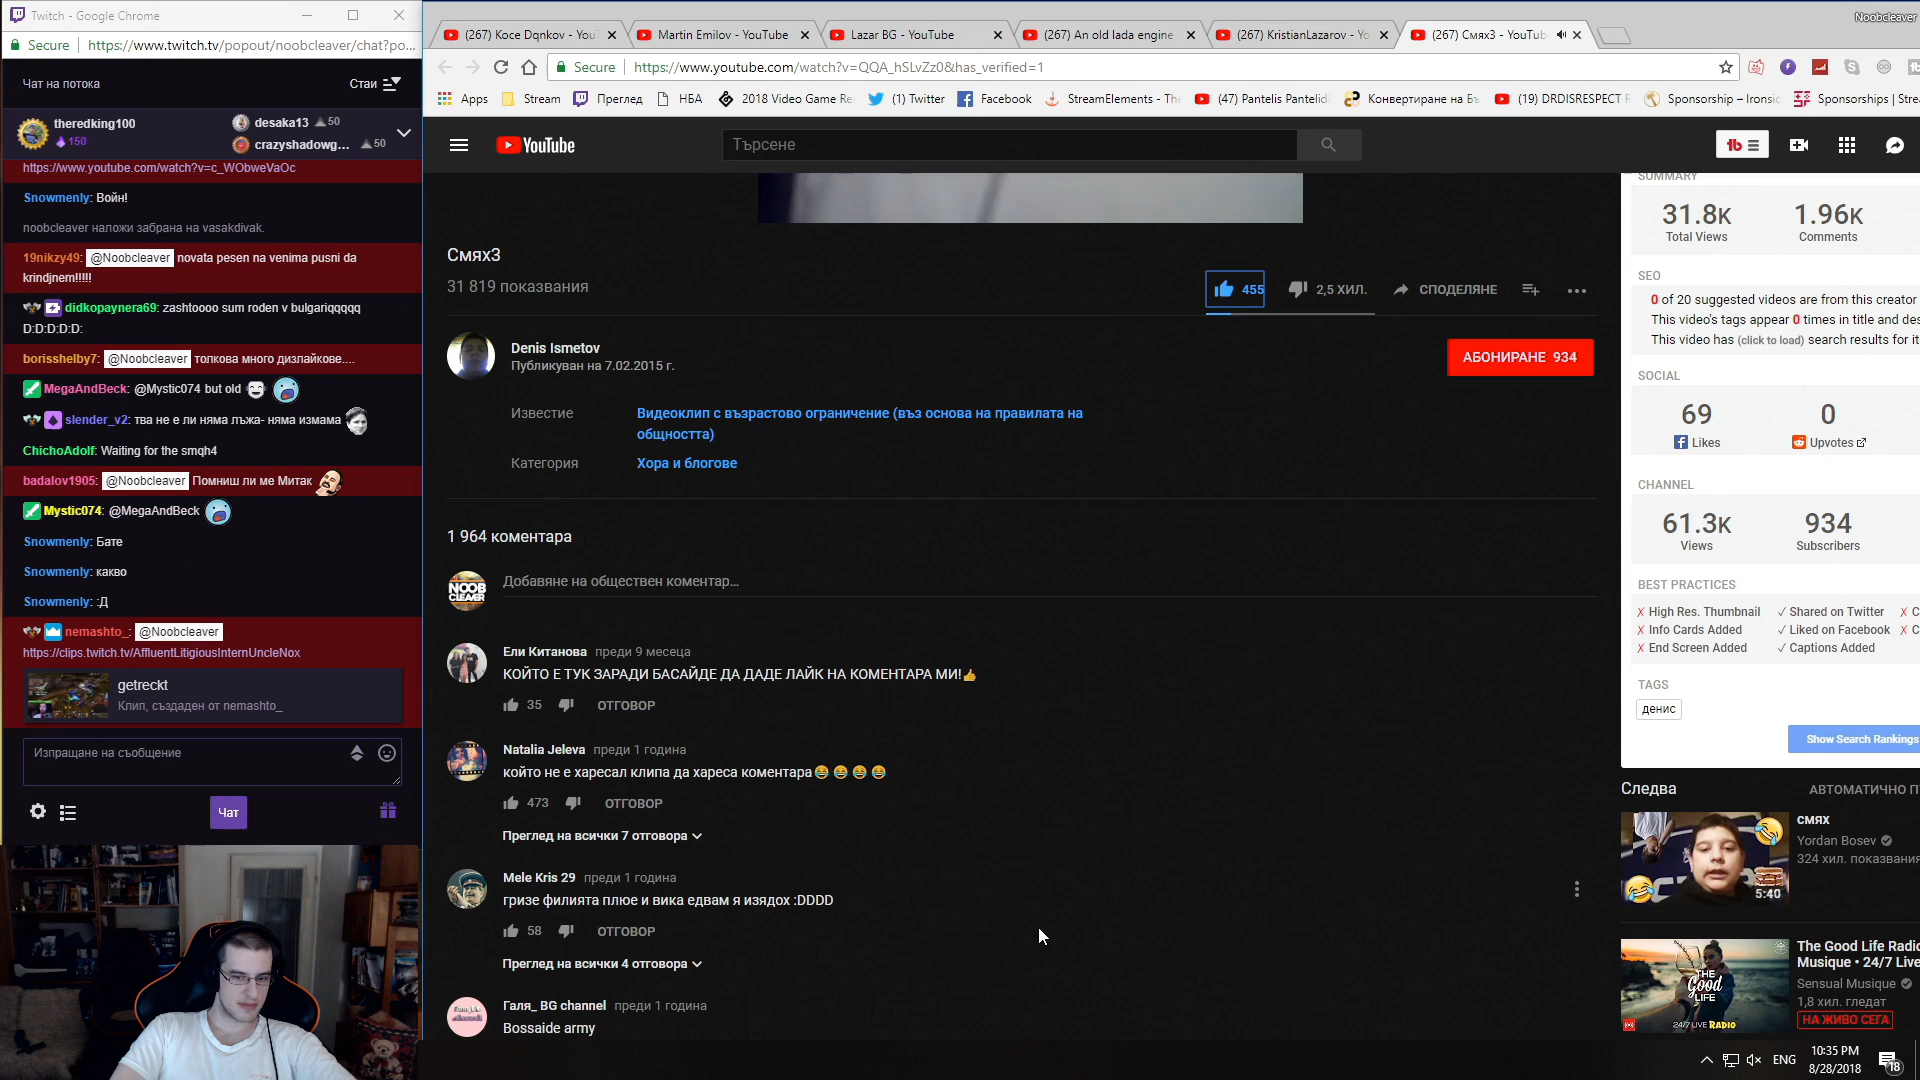 Twitch - Google Chrome
Secure
https://www.twitch.tv/popout/noobcleaver/chat?po...
Чат на потока
Стаи
theredking100
150
desaka13
50
crazyshadowg...
50
https://www.youtube.com/watch?v=c_WObweVaOc
Snowmenly: Войн!
noobcleaver наложи забрана на vasakdivak.
19nikzy49: @Noobcleaver novata pesen na venima pusni da
krindjnem!!!!!
didkopaynera69: zashtoooo sum roden v bulgariqqqqq
D:D:D:D:D:
borisshelby7: @Noobcleaver толкова много дизлайкове....
MegaAndBeck: @Mystic074 but old
slender_v2: тва не е ли няма лъжа- няма измама
ChichoAdolf: Waiting for the smqh4
badalov1905: @Noobcleaver Помниш ли ме Митак
Mystic074: @MegaAndBeck
Snowmenly: Бате
Snowmenly: какво
Snowmenly: :Д
nemashto_: @Noobcleaver
https://clips.twitch.tv/AffluentLitigiousInternUncleNox
getreckt
Клип, създаден от nemashto_
Изпращане на съобщение
Чат
Noobcleaver
(267) Koce Dqnkov - You
Martin Emilov - YouTube
Lazar BG - YouTube
(267) An old lada engine
(267) KristianLazarov - Yo
(267) Смях3 - YouTub
Secure
https://www.youtube.com/watch?v=QQA_hSLvZz0&has_verified=1
Apps
Stream
Преглед
НБА
2018 Video Game Re
(1) Twitter
Facebook
StreamElements - The
(47) Pantelis Pantelid
Конвертиране на Бъ
(19) DRDISRESPECT R
Sponsorship – Ironsid
Sponsorships | Strea
YouTube
Търсене
Смях3
31 819 показвания
455
2,5 ХИЛ.
СПОДЕЛЯНЕ
Denis Ismetov
Публикуван на 7.02.2015 г.
АБОНИРАНЕ 934
Известие
Видеоклип с възрастово ограничение (въз основа на правилата на
общността)
Категория
Хора и блогове
1 964 коментара
NOOB
CLEAVER
Добавяне на обществен коментар...
Ели Китанова преди 9 месеца
КОЙТО Е ТУК ЗАРАДИ БАСАЙДЕ ДА ДАДЕ ЛАЙК НА КОМЕНТАРА МИ!👍
35
ОТГОВОР
Natalia Jeleva преди 1 година
който не е харесал клипа да хареса коментара😂😂😂😂
473
ОТГОВОР
Преглед на всички 7 отговора
Mele Kris 29 преди 1 година
гризе филията плюе и вика едвам я изядох :DDDD
58
ОТГОВОР
Преглед на всички 4 отговора
Галя_ BG channel преди 1 година
Bossaide army
SUMMARY
31.8K
Total Views
1.96K
Comments
SEO
0 of 20 suggested videos are from this creator
This video's tags appear 0 times in title and des
This video has (click to load) search results for it
SOCIAL
69
Likes
0
Upvotes
CHANNEL
61.3K
Views
934
Subscribers
BEST PRACTICES
X High Res. Thumbnail
✓ Shared on Twitter
X C
X Info Cards Added
✓ Liked on Facebook
X C
X End Screen Added
✓ Captions Added
TAGS
денис
Show Search Rankings
Следва
АВТОМАТИЧНО П
5:40
смях
Yordan Bosev
324 хил. показвания
THE
Good
LIFE
24/7 LIVE RADIO
The Good Life Radio
Musique • 24/7 Live
Sensual Musique
1,8 хил. гледат
НА ЖИВО СЕГА
ENG
10:35 PM
8/28/2018
18